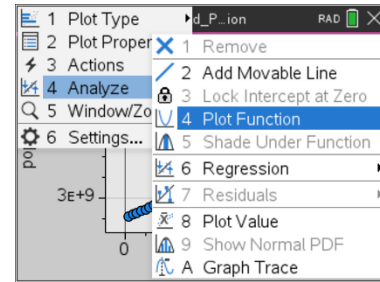 1 Plot Type
d_P...ion RAD
2 Plot Proper
3 Actions
4 Analyze
5 Window/Zo
6 Settings...
1 Remove
2 Add Movable Line
3 Lock Intercept at Zero
4 Plot Function
5 Shade Under Function
6 Regression
7 Residuals
8 Plot Value
9 Show Normal PDF
A Graph Trace
3E+9
0